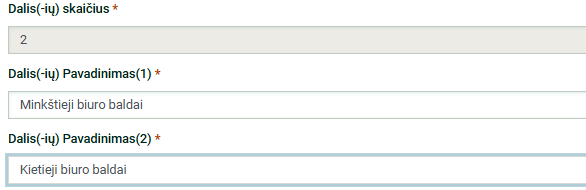 Dalis(-ių) skaičius *
2
Dalis(-ių) Pavadinimas(1) *
Minkštieji biuro baldai
Dalis(-ių) Pavadinimas(2) *
Kietieji biuro baldai